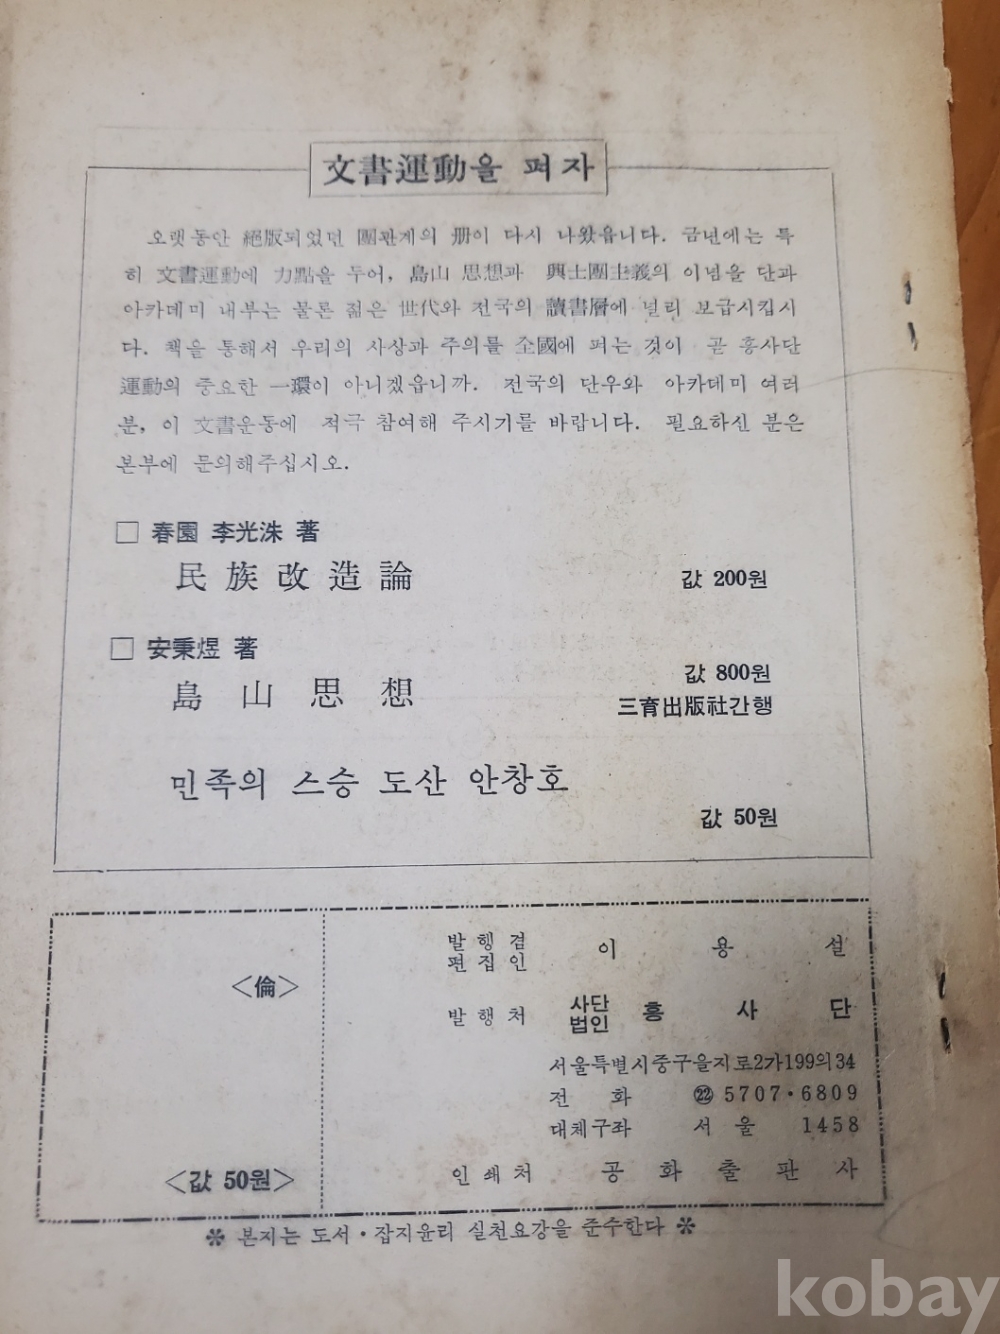 文書運動을 펴자
오랫동안 絕版되었던 團관계의 册이 다시 나왔읍니다. 금년에는 특
히 文書運動에 力點을 두어, 島山 思想과 興士團主義의 이념을 단과
아카데미 내부는 물론 젊은 世代와 전국의 讀書層에 널리 보급시킵시
다. 책을 통해서 우리의 사상과 주의를 全國에 펴는 것이 곧 흥사단
運動의 중요한 一環이 아니겠읍니까. 전국의 단우와 아카데미 여러
분, 이 文書운동에 적극 참여해 주시기를 바랍니다. 필요하신 분은
본부에 문의해주십시오.
□ 春園 李光洙 著
民族改造論 값 200원
□ 安秉煜 著
島山思想 값 800원
三育出版社간행
민족의 스승 도산 안창호
값 50원
<倫>
<값 50원>
발행겸 편집인 이용설
발행처 사단법인 흥사단
서울특별시중구을지로2가199의34
전화 ㉒ 5707·6809
대체구좌 서울 1458
인쇄처 공화출판사
※ 본지는 도서·잡지윤리 실천요강을 준수한다 ※
kobay